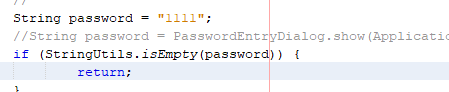 //
String password = "1111";
//String password = PasswordEntryDialog.show(Applicatio
if (StringUtils.isEmpty(password)) {
return;
}